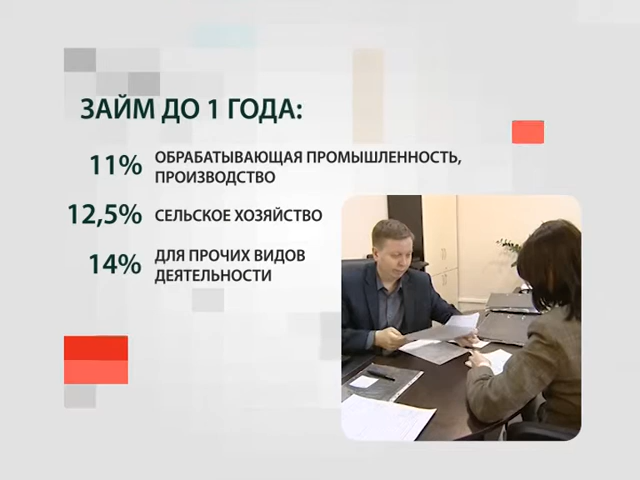 ЗАЙМ ДО 1 ГОДА:
11% ОБРАБАТЫВАЮЩАЯ ПРОМЫШЛЕННОСТЬ,
ПРОИЗВОДСТВО
12,5% СЕЛЬСКОЕ ХОЗЯЙСТВО
14% ДЛЯ ПРОЧИХ ВИДОВ
ДЕЯТЕЛЬНОСТИ